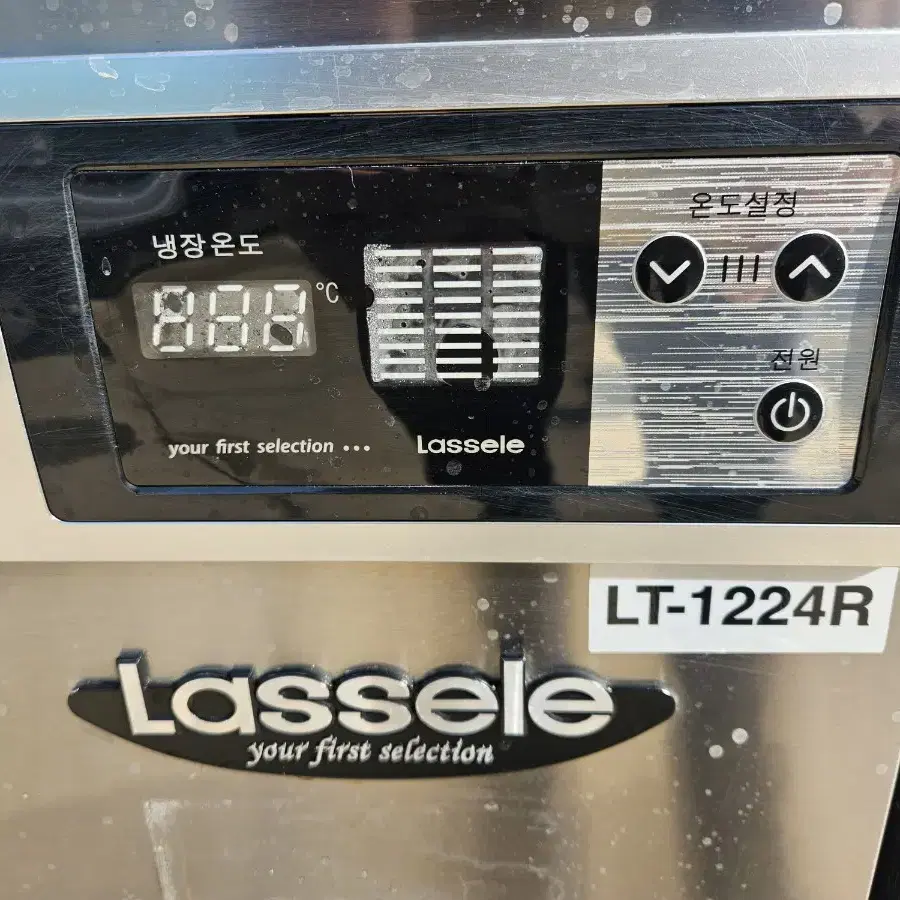 온도설정
냉장온도
888 °C
전원
your first selection ...
Lassele
LT-1224R
Lassele
your first selection